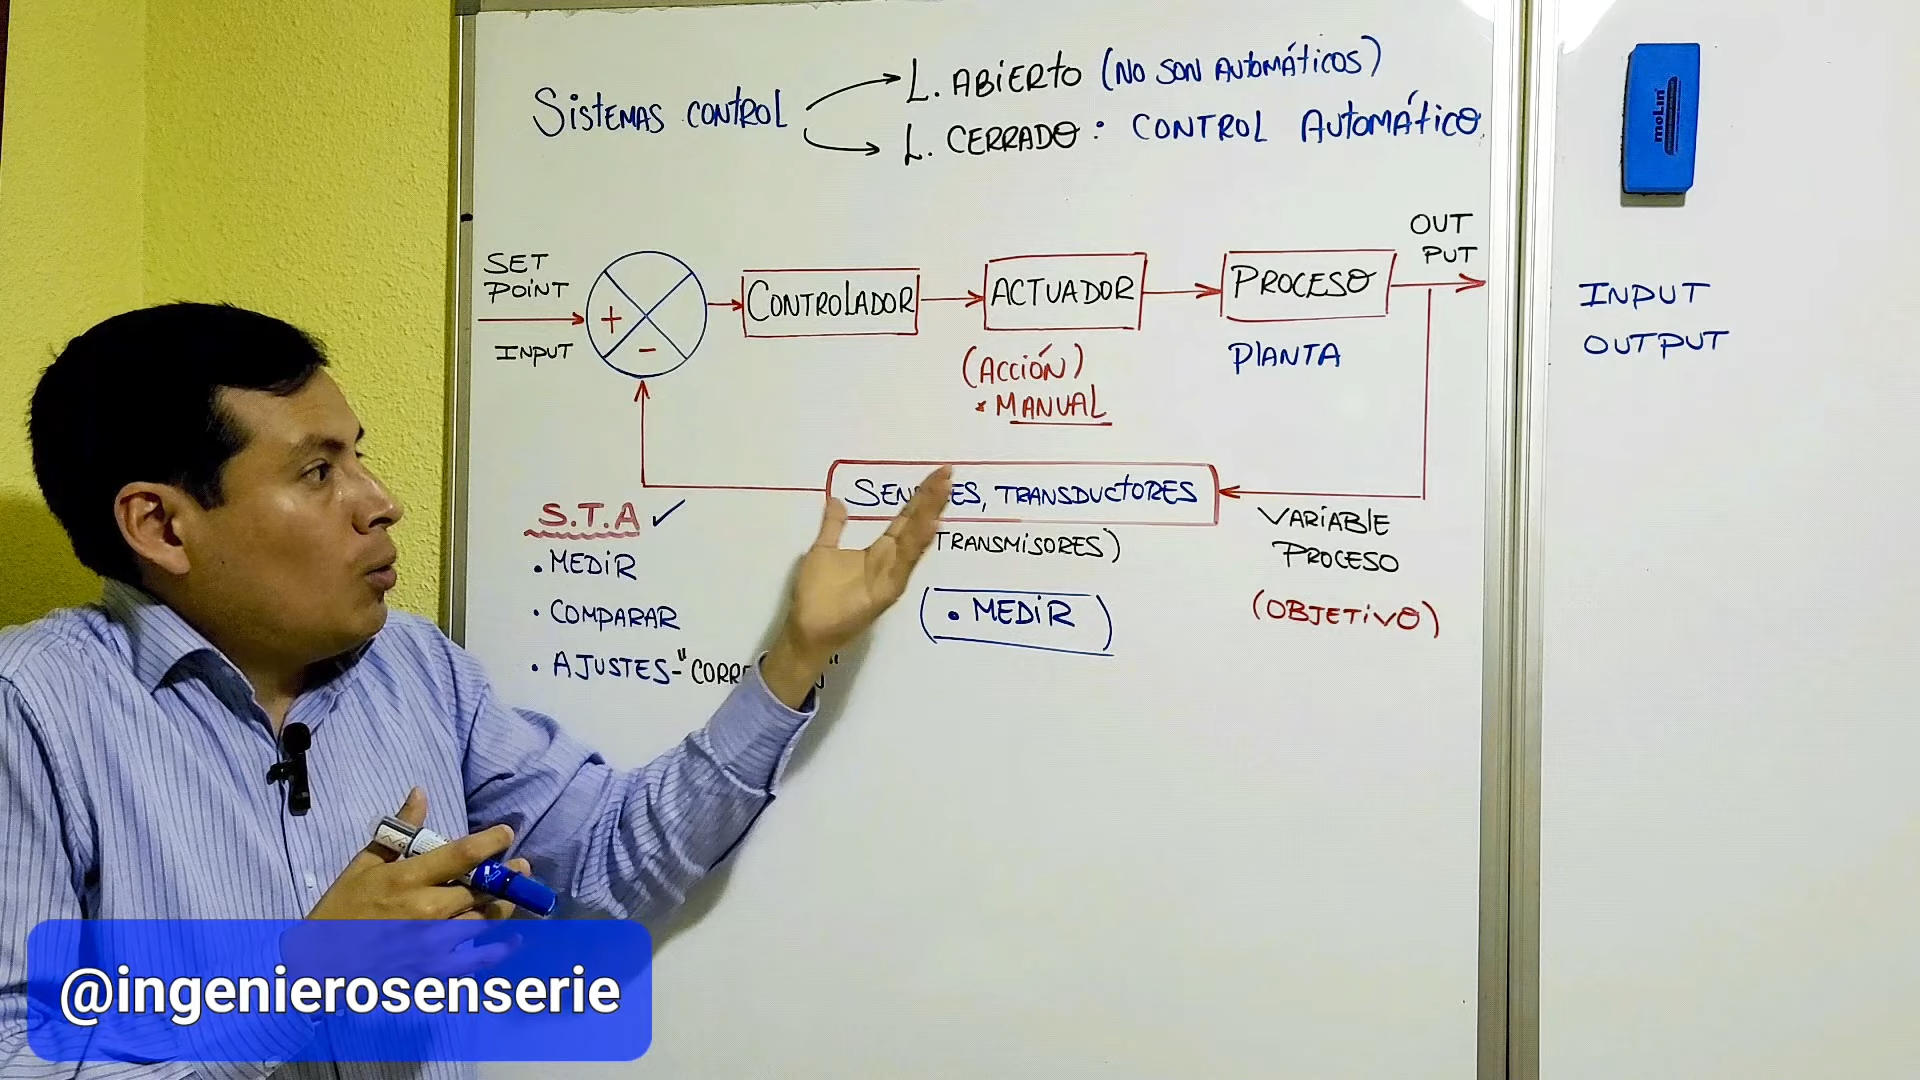 L. ABIERTO (NO SON AUTOMÁTICOS)
SISTEMAS CONTROL
L. CERRADO: CONTROL AUTOMÁTICO
moLin
SET
POINT
INPUT
+
-
CONTROLADOR
ACTUADOR
(ACCIÓN)
* MANUAL
PROCESO
PLANTA
OUT
PUT
INPUT
OUTPUT
TRANSDUCTORES
TRANSMISORES)
(• MEDIR)
VARIABLE
PROCESO
(OBJETIVO)
S.T.A ✓
• MEDIR
• COMPARAR
• AJUSTES-
@ingenierosenserie